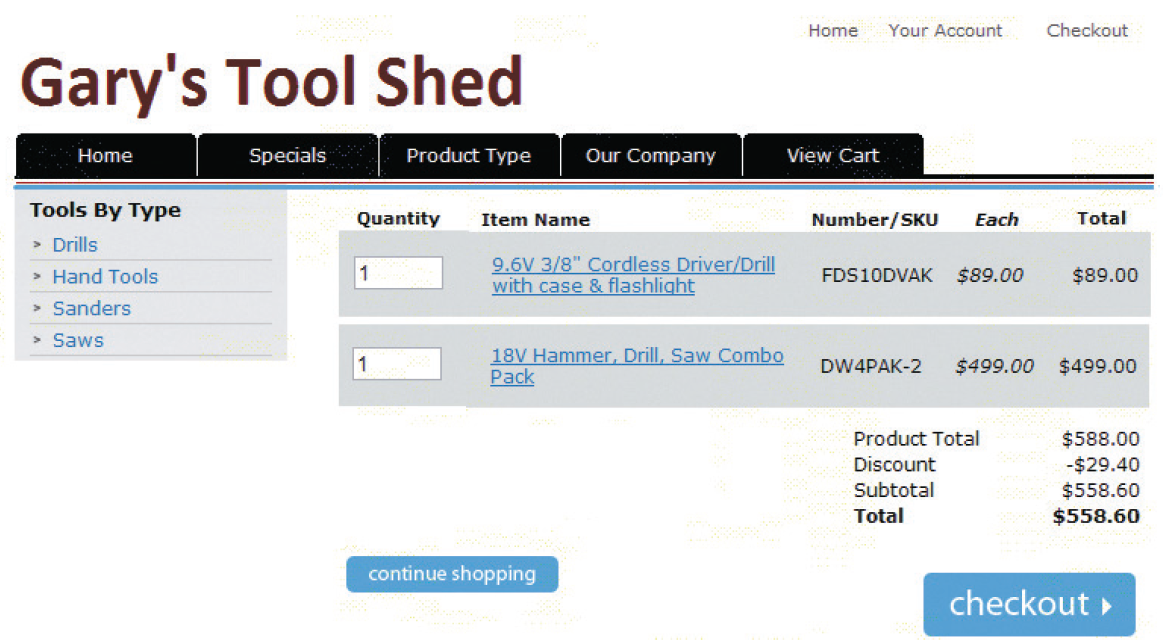 Home Your Account Checkout
Gary's Tool Shed
Home Specials Product Type Our Company View Cart
Tools By Type
> Drills
> Hand Tools
> Sanders
> Saws
Quantity Item Name Number/SKU Each Total
1 9.6V 3/8" Cordless Driver/Drill FDS10DVAK $89.00 $89.00
with case & flashlight
1 18V Hammer, Drill, Saw Combo DW4PAK-2 $499.00 $499.00
Pack
Product Total $588.00
Discount -$29.40
Subtotal $558.60
Total $558.60
continue shopping
checkout